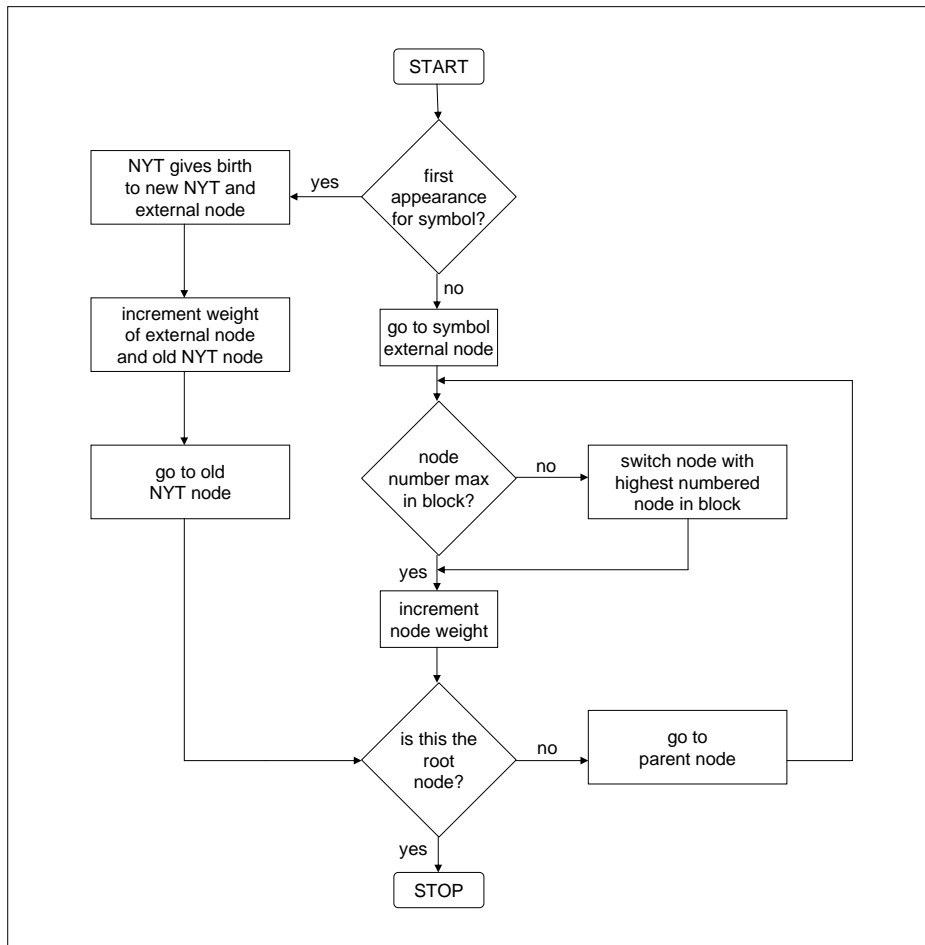 START
first
appearance
for symbol?
yes
NYT gives birth
to new NYT and
external node
increment weight
of external node
and old NYT node
go to old
NYT node
no
go to symbol
external node
node
number max
in block?
no
switch node with
highest numbered
node in block
yes
increment
node weight
is this the
root
node?
no
go to
parent node
yes
STOP